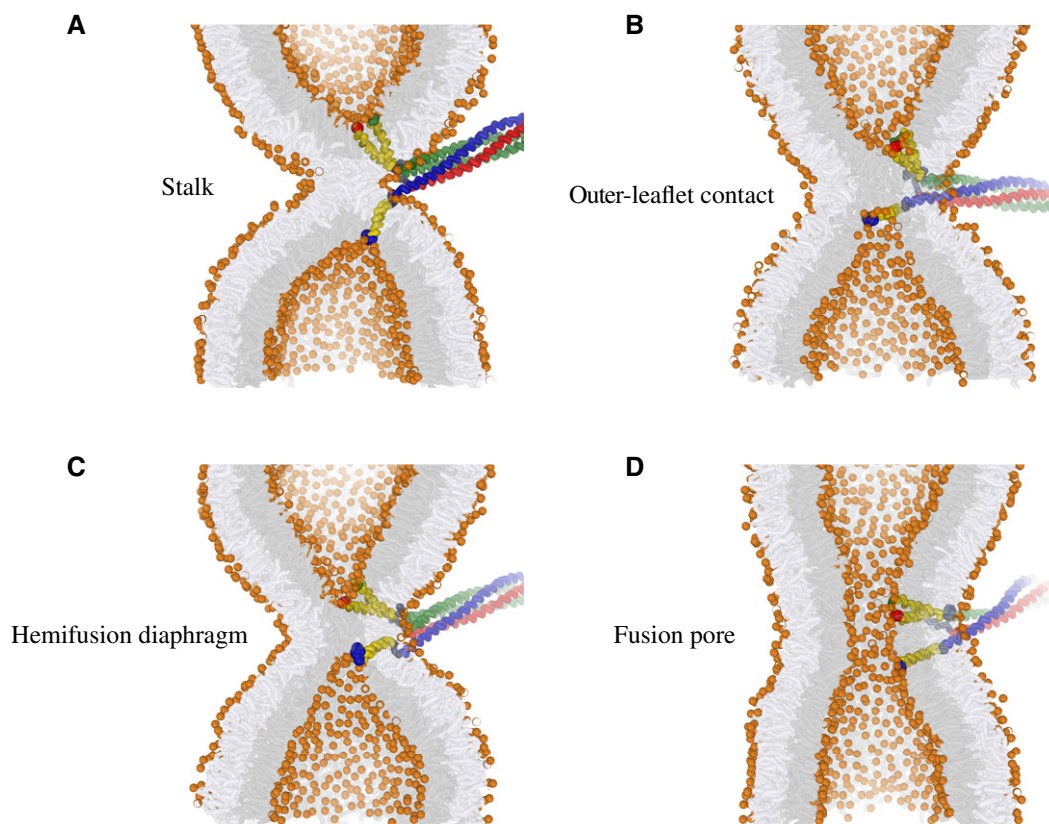 A
B
Stalk
Outer-leaflet contact
C
D
Hemifusion diaphragm
Fusion pore